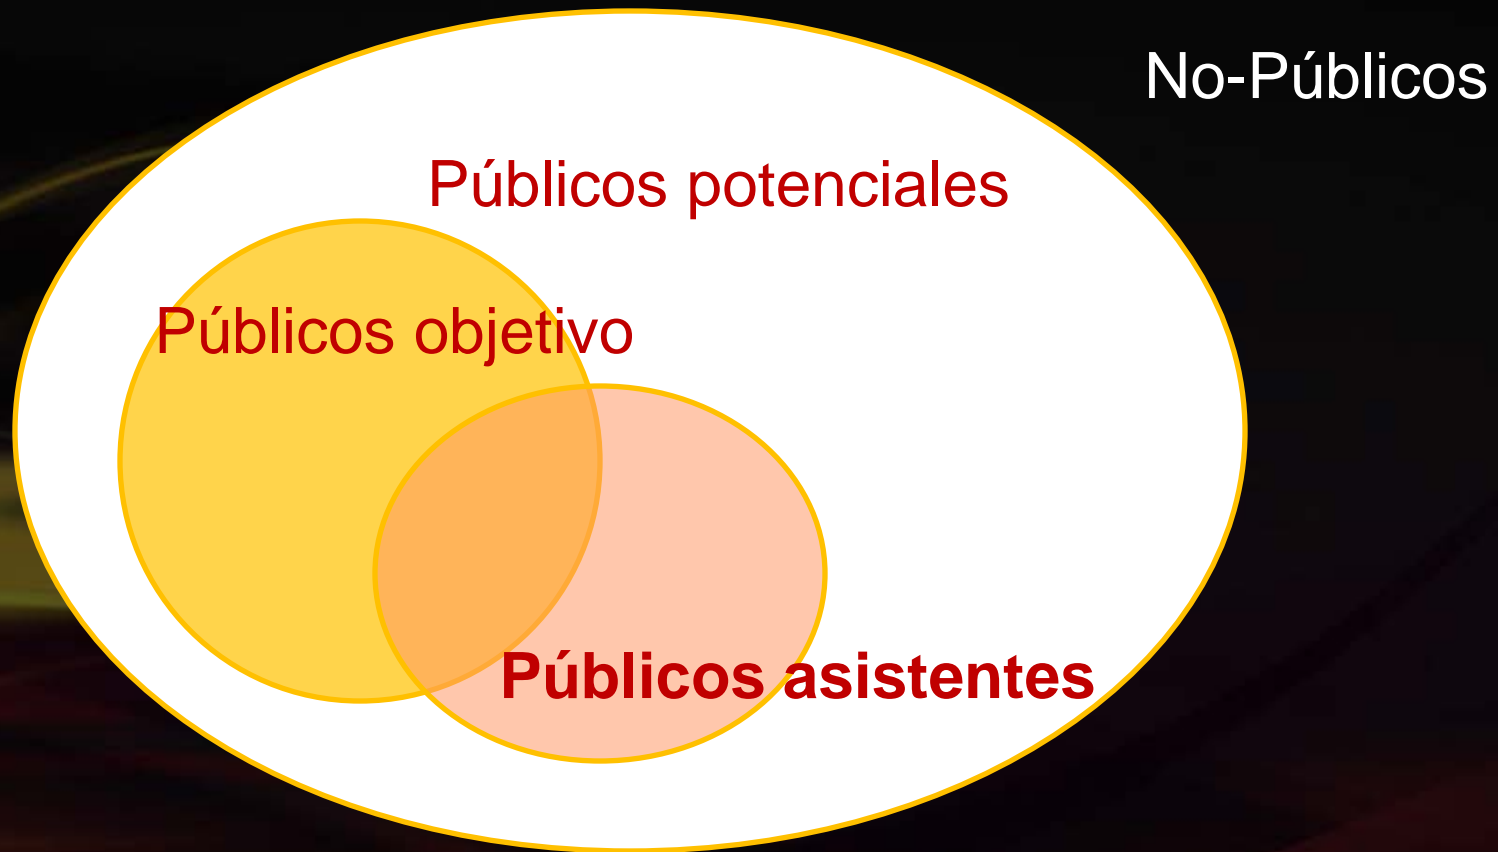 No-Públicos
Públicos potenciales
Públicos objetivo
Públicos asistentes